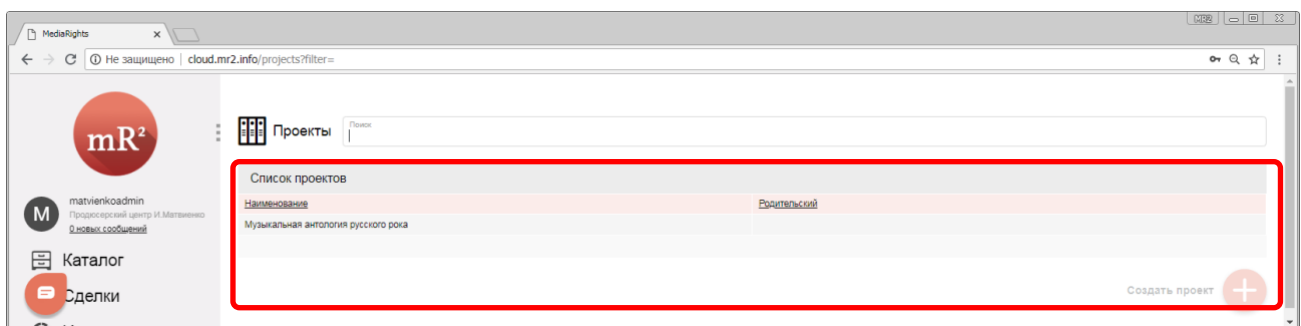 MediaRights
Не защищено | cloud.mr2.info/projects?filter=
mR²
Проекты
Поиск
Список проектов
M
matvienkoadmin
Продюсерский центр И.Матвиенко
0 новых сообщений
Наименование Родительский
Музыкальная антология русского рока
Каталог
Сделки
Создать проект